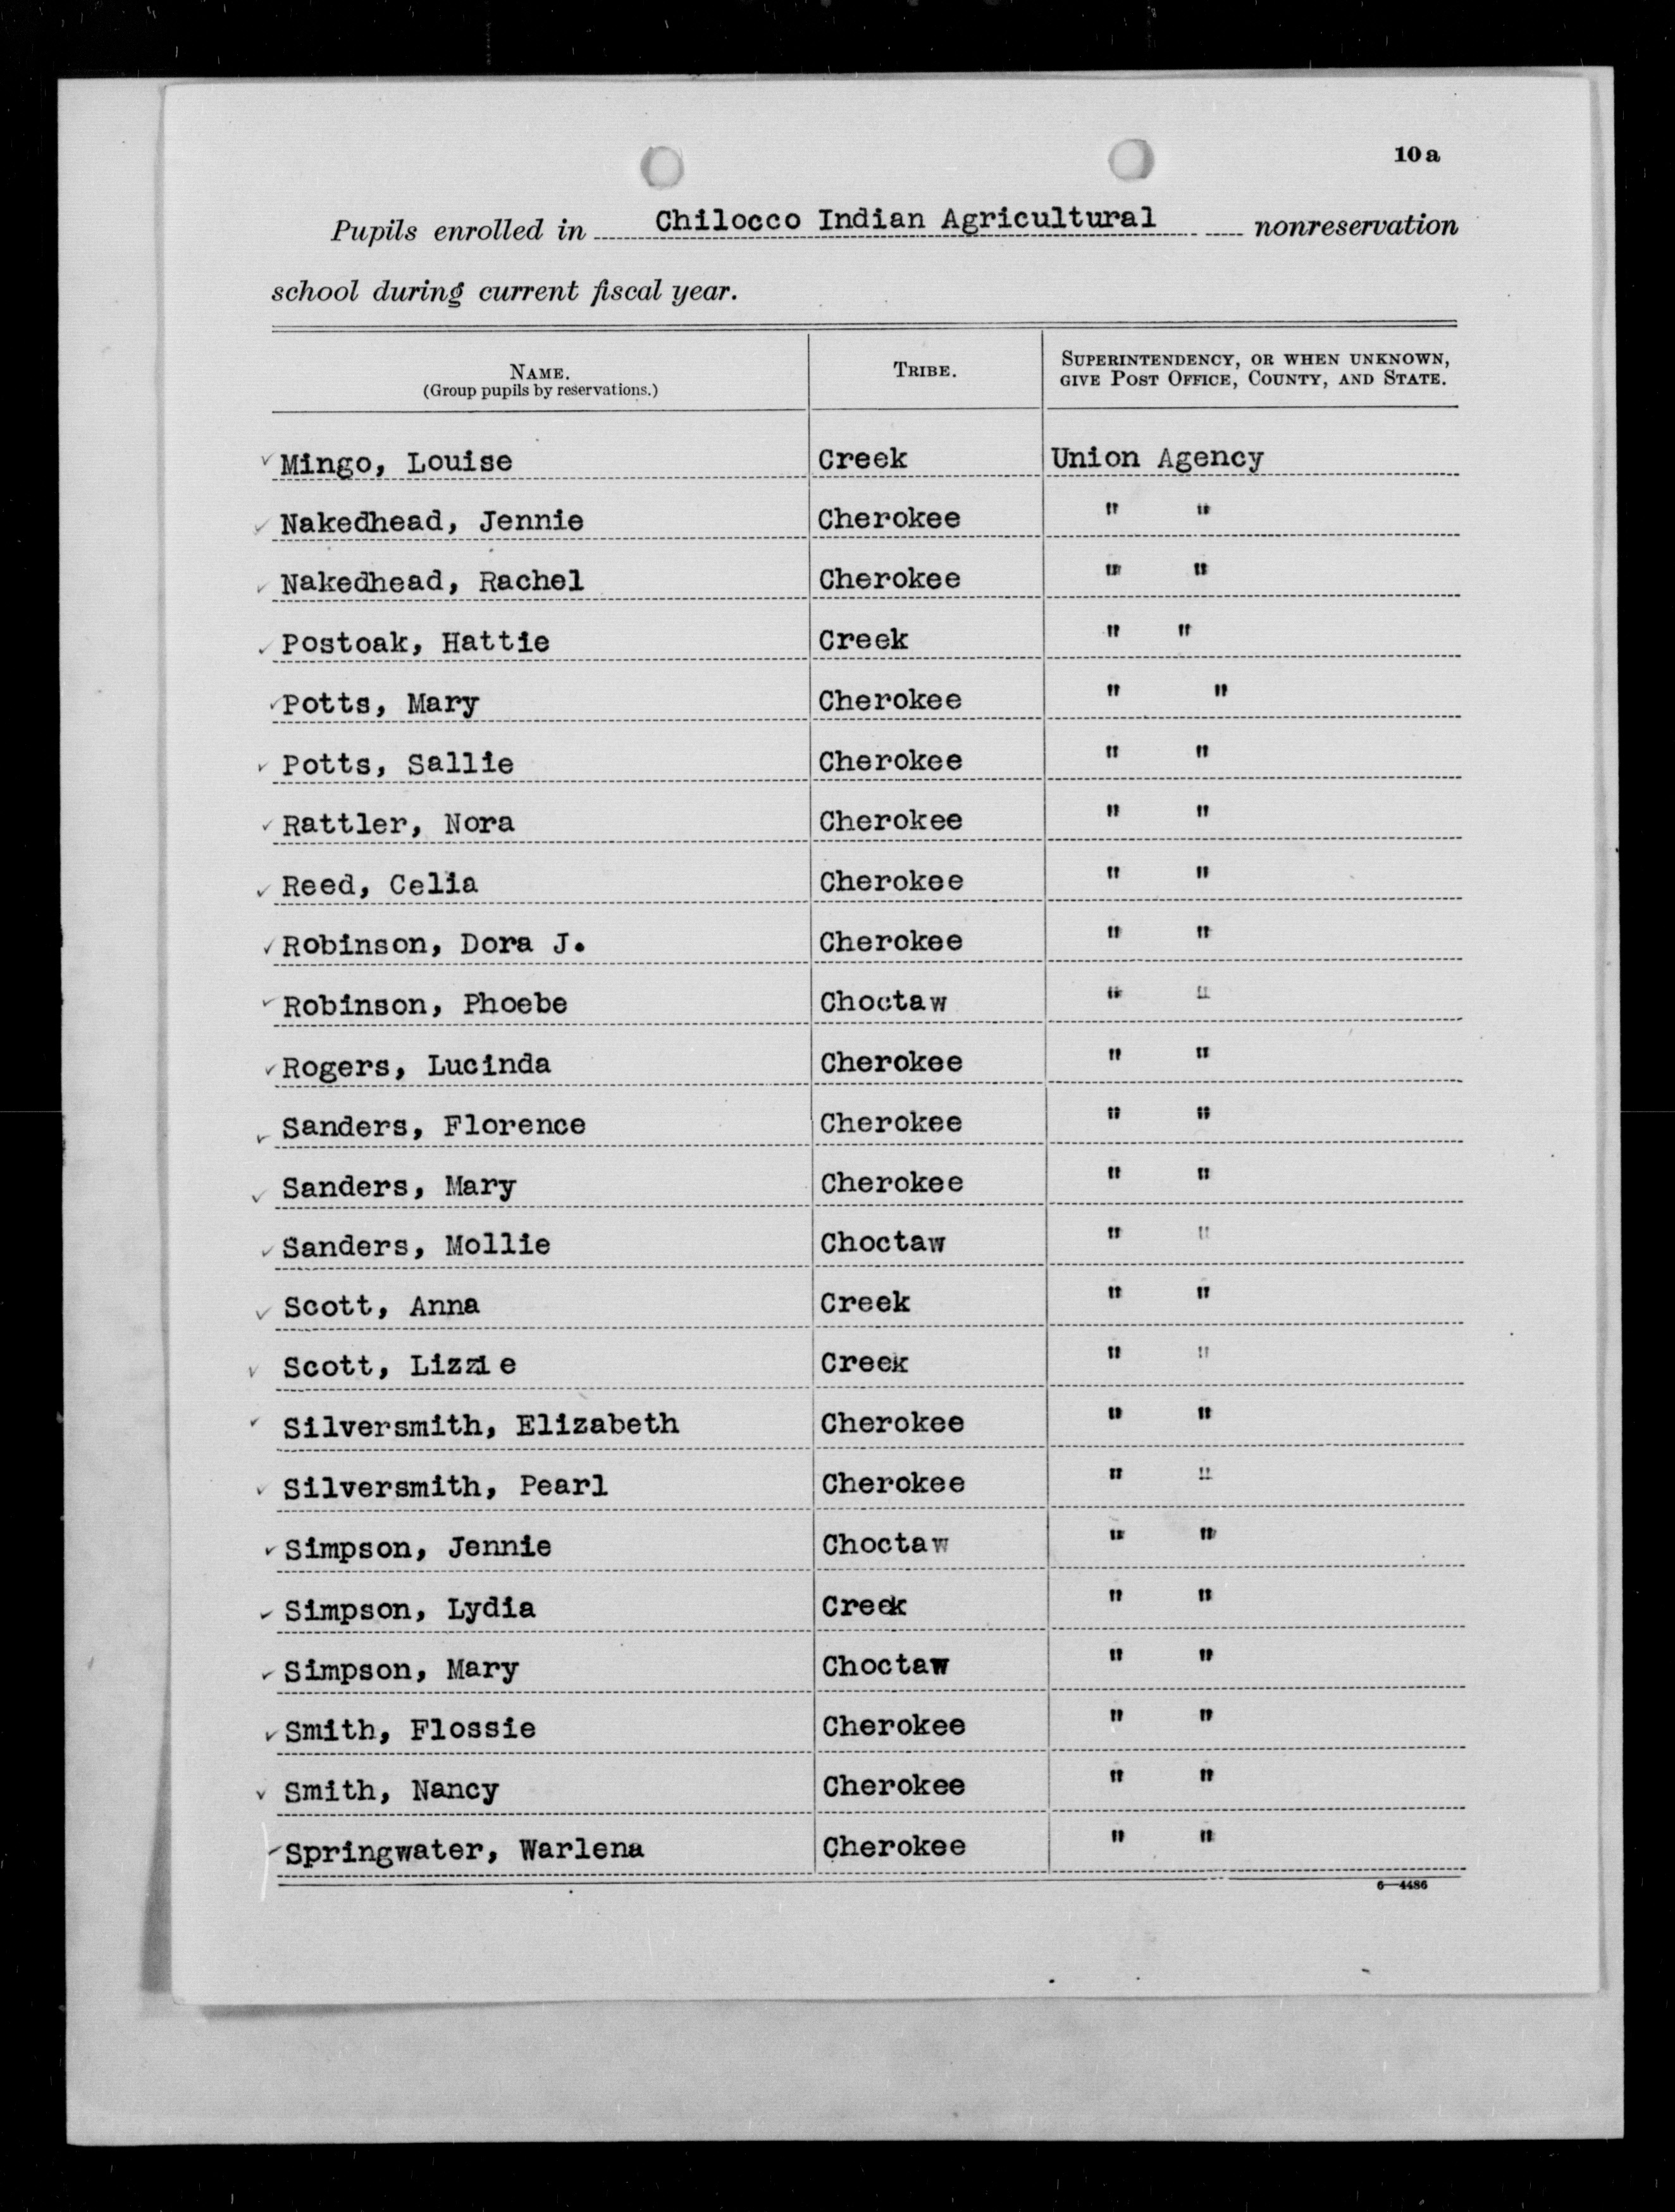 10a
Pupils enrolled in Chilocco Indian Agricultural nonreservation
school during current fiscal year.
NAME. TRIBE. SUPERINTENDENCY, OR WHEN UNKNOWN,
(Group pupils by reservations.) GIVE POST OFFICE, COUNTY, AND STATE.
Mingo, Louise Creek Union Agency
Nakedhead, Jennie Cherokee " "
Nakedhead, Rachel Cherokee " "
Postoak, Hattie Creek " "
Potts, Mary Cherokee " "
Potts, Sallie Cherokee " "
Rattler, Nora Cherokee " "
Reed, Celia Cherokee " "
Robinson, Dora J. Cherokee " "
Robinson, Phoebe Choctaw " "
Rogers, Lucinda Cherokee " "
Sanders, Florence Cherokee " "
Sanders, Mary Cherokee " "
Sanders, Mollie Choctaw " "
Scott, Anna Creek " "
Scott, Lizzie Creek " "
Silversmith, Elizabeth Cherokee " "
Silversmith, Pearl Cherokee " "
Simpson, Jennie Choctaw " "
Simpson, Lydia Creek " "
Simpson, Mary Choctaw " "
Smith, Flossie Cherokee " "
Smith, Nancy Cherokee " "
Springwater, Warlena Cherokee " "
6—4486